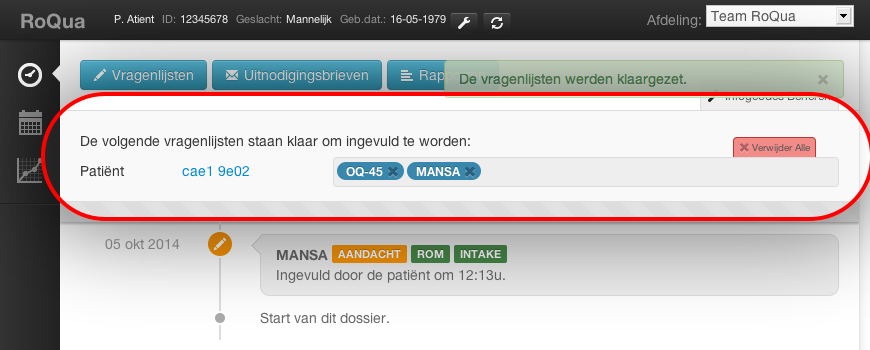 RoQua P. Atient ID: 12345678 Geslacht: Mannelijk Geb.dat.: 16-05-1979 Afdeling: Team RoQua
Vragenlijsten Uitnodigingsbrieven Rap
De vragenlijsten werden klaargezet.
De volgende vragenlijsten staan klaar om ingevuld te worden:
Verwijder Alle
Patiënt cae1 9e02 OQ-45 MANSA
05 okt 2014 MANSA AANDACHT ROM INTAKE
Ingevuld door de patiënt om 12:13u.
Start van dit dossier.